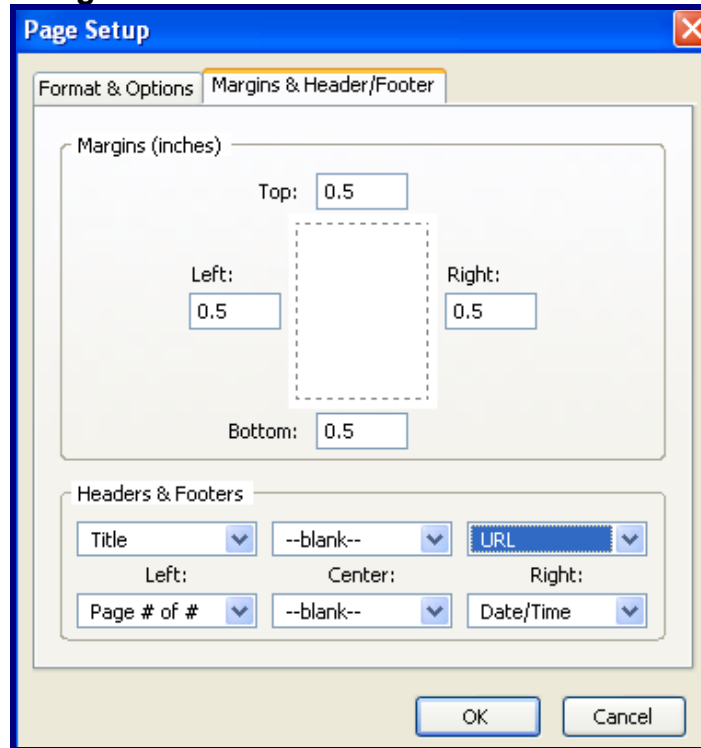 Page Setup
Format & Options Margins & Header/Footer
Margins (inches)
Top: 0.5
Left: Right:
0.5 0.5
Bottom: 0.5
Headers & Footers
Title --blank-- URL
Left: Center: Right:
Page # of # --blank-- Date/Time
OK Cancel